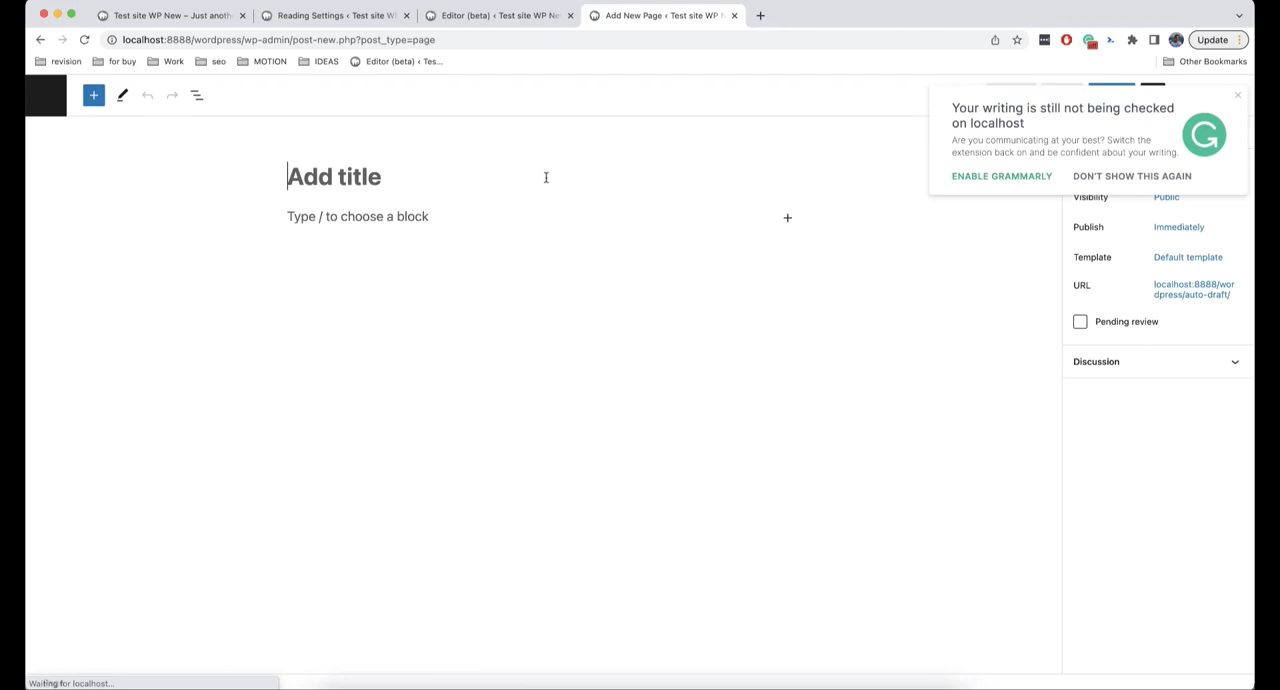 Test site WP New – Just anoth
Reading Settings ‹ Test site W
Editor (beta) ‹ Test site WP Ne
Add New Page ‹ Test site WP N
localhost:8888/wordpress/wp-admin/post-new.php?post_type=page
Update
revision
for buy
Work
seo
MOTION
IDEAS
Editor (beta) ‹ Tes...
Other Bookmarks
Your writing is still not being checked
on localhost
Are you communicating at your best? Switch the
extension back on and be confident about your writing.
ENABLE GRAMMARLY
DON'T SHOW THIS AGAIN
Add title
Type / to choose a block
Visibility
Public
Publish
Immediately
Template
Default template
URL
localhost:8888/wor
dpress/auto-draft/
Pending review
Discussion
Waiting for localhost...